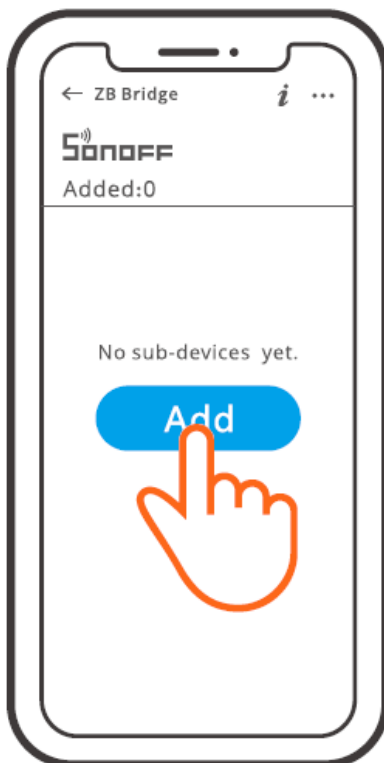 ← ZB Bridge i ...
SONOFF
Added:0
No sub-devices yet.
Add